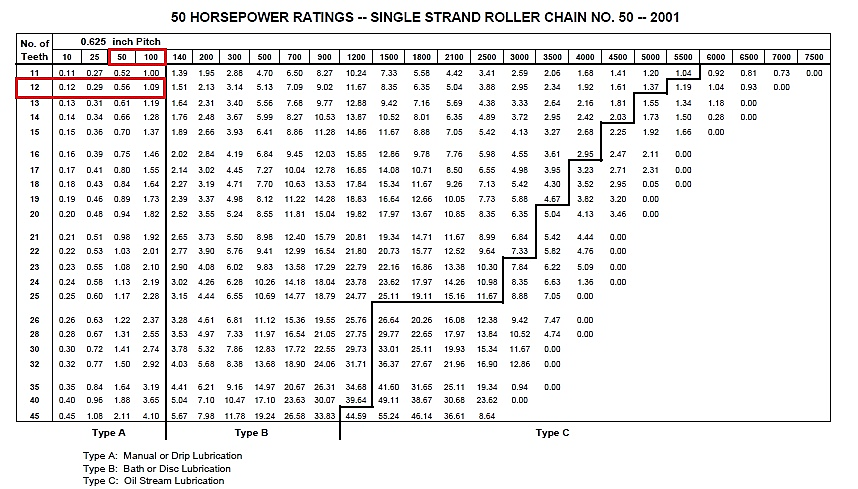 50 HORSEPOWER RATINGS -- SINGLE STRAND ROLLER CHAIN NO. 50 -- 2001
No. of 0.625 inch Pitch
Teeth 10 25 50 100 140 200 300 500 700 900 1200 1500 1800 2100 2500 3000 3500 4000 4500 5000 5500 6000 6500 7000 7500
11 0.11 0.27 0.52 1.00 1.39 1.95 2.88 4.70 6.50 8.27 10.24 7.33 5.58 4.42 3.41 2.59 2.06 1.68 1.41 1.20 1.04 0.92 0.81 0.73 0.00
12 0.12 0.29 0.56 1.09 1.51 2.13 3.14 5.13 7.09 9.02 11.67 8.35 6.35 5.04 3.88 2.95 2.34 1.92 1.61 1.37 1.19 1.04 0.93 0.00
13 0.13 0.31 0.61 1.19 1.64 2.31 3.40 5.56 7.68 9.77 12.88 9.42 7.16 5.69 4.38 3.33 2.64 2.16 1.81 1.55 1.34 1.18 0.00
14 0.14 0.34 0.66 1.28 1.76 2.48 3.67 5.99 8.27 10.53 13.87 10.52 8.01 6.35 4.89 3.72 2.95 2.42 2.03 1.73 1.50 0.28 0.00
15 0.15 0.36 0.70 1.37 1.89 2.66 3.93 6.41 8.86 11.28 14.86 11.67 8.88 7.05 5.42 4.13 3.27 2.68 2.25 1.92 1.66 0.00
16 0.16 0.39 0.75 1.46 2.02 2.84 4.19 6.84 9.45 12.03 15.85 12.86 9.78 7.76 5.98 4.55 3.61 2.95 2.47 2.11 0.00
17 0.17 0.41 0.80 1.55 2.14 3.02 4.45 7.27 10.04 12.78 16.85 14.08 10.71 8.50 6.55 4.98 3.95 3.23 2.71 2.31 0.00
18 0.18 0.43 0.84 1.64 2.27 3.19 4.71 7.70 10.63 13.53 17.84 15.34 11.67 9.26 7.13 5.42 4.30 3.52 2.95 0.05 0.00
19 0.19 0.46 0.89 1.73 2.39 3.37 4.98 8.12 11.22 14.28 18.83 16.64 12.66 10.05 7.73 5.88 4.67 3.82 3.20 0.00
20 0.20 0.48 0.94 1.82 2.52 3.55 5.24 8.55 11.81 15.04 19.82 17.97 13.67 10.85 8.35 6.35 5.04 4.13 3.46 0.00
21 0.21 0.51 0.98 1.92 2.65 3.73 5.50 8.98 12.40 15.79 20.81 19.34 14.71 11.67 8.99 6.84 5.42 4.44 0.00
22 0.22 0.53 1.03 2.01 2.77 3.90 5.76 9.41 12.99 16.54 21.80 20.73 15.77 12.52 9.64 7.33 5.82 4.76 0.00
23 0.23 0.55 1.08 2.10 2.90 4.08 6.02 9.83 13.58 17.29 22.79 22.16 16.86 13.38 10.30 7.84 6.22 5.09 0.00
24 0.24 0.58 1.13 2.19 3.02 4.26 6.28 10.26 14.18 18.04 23.78 23.62 17.97 14.26 10.98 8.35 6.63 1.36 0.00
25 0.25 0.60 1.17 2.28 3.15 4.44 6.55 10.69 14.77 18.79 24.77 25.11 19.11 15.16 11.67 8.88 7.05 0.00
26 0.26 0.63 1.22 2.37 3.28 4.61 6.81 11.12 15.36 19.55 25.76 26.64 20.26 16.08 12.38 9.42 7.47 0.00
28 0.28 0.67 1.31 2.55 3.53 4.97 7.33 11.97 16.54 21.05 27.75 29.77 22.65 17.97 13.84 10.52 4.74 0.00
30 0.30 0.72 1.41 2.74 3.78 5.32 7.86 12.83 17.72 22.55 29.73 33.01 25.11 19.93 15.34 11.67 0.00
32 0.32 0.77 1.50 2.92 4.03 5.68 8.38 13.68 18.90 24.06 31.71 36.37 27.67 21.96 16.90 12.86 0.00
35 0.35 0.84 1.64 3.19 4.41 6.21 9.16 14.97 20.67 26.31 34.68 41.60 31.65 25.11 19.34 0.94 0.00
40 0.40 0.96 1.88 3.65 5.04 7.10 10.47 17.10 23.63 30.07 39.64 49.11 38.67 30.68 23.62 0.00
45 0.45 1.08 2.11 4.10 5.67 7.98 11.78 19.24 26.58 33.83 44.59 55.24 46.14 36.61 8.64
Type A Type B Type C
Type A: Manual or Drip Lubrication
Type B: Bath or Disc Lubrication
Type C: Oil Stream Lubrication